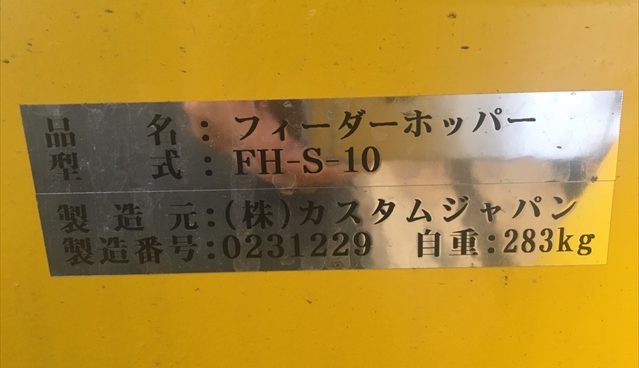 品　　名：フィーダーホッパー
型　　式：FH-S-10
製　造　元：(株)カスタムジャパン
製造番号：0231229　自重：283kg